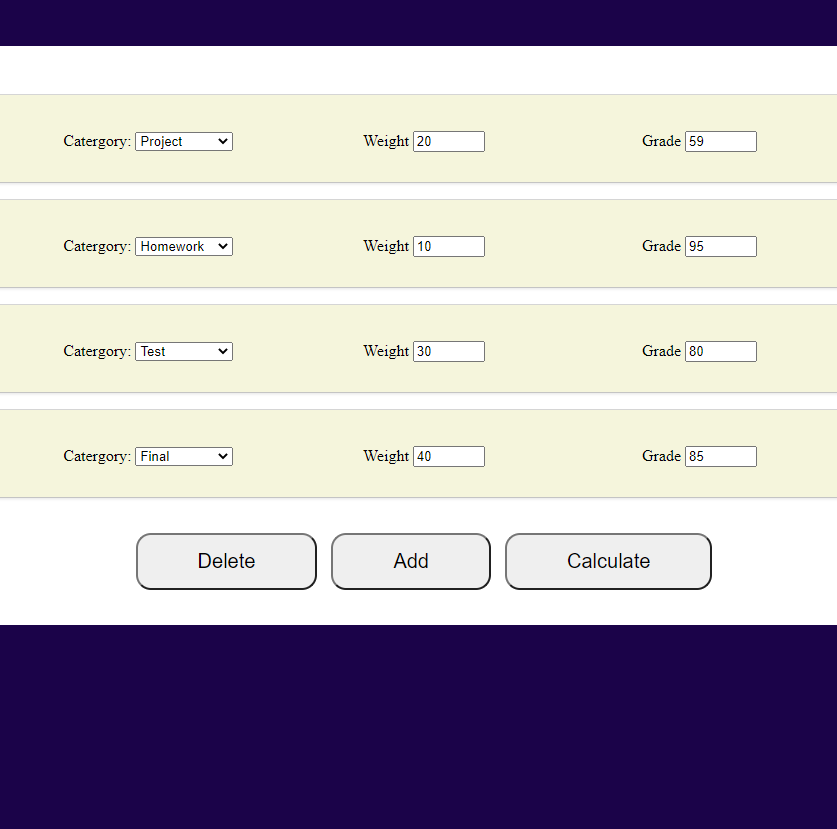 Catergory: Project Weight 20 Grade 59
Catergory: Homework Weight 10 Grade 95
Catergory: Test Weight 30 Grade 80
Catergory: Final Weight 40 Grade 85
Delete Add Calculate